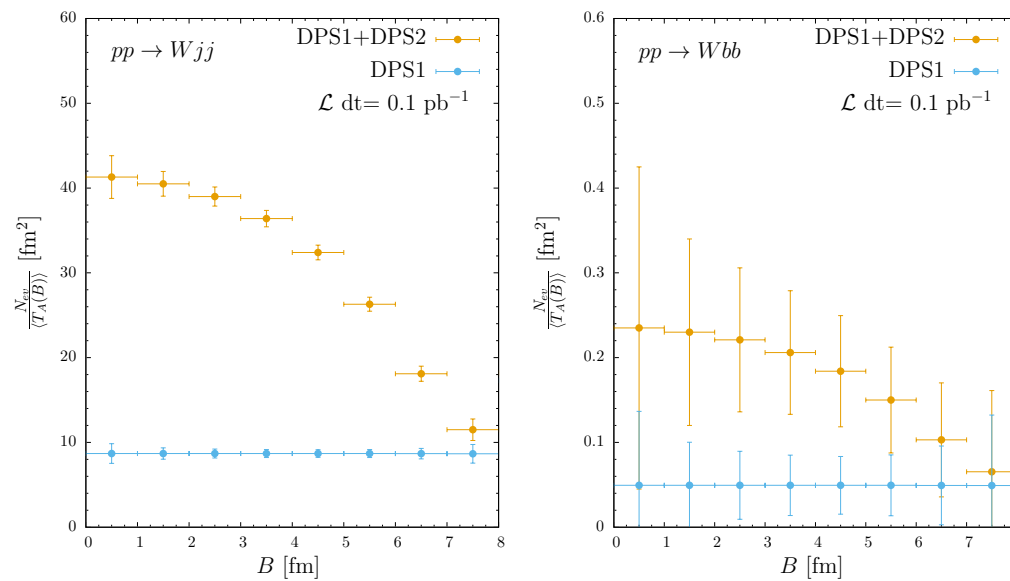 pp → Wjj
DPS1+DPS2
DPS1
ℒ dt= 0.1 pb⁻¹
60
50
40
30
20
10
0
N_ev/⟨T_A(B)⟩ [fm²]
0 1 2 3 4 5 6 7 8
B [fm]
pp → Wbb
DPS1+DPS2
DPS1
ℒ dt= 0.1 pb⁻¹
0.6
0.5
0.4
0.3
0.2
0.1
0
N_ev/⟨T_A(B)⟩ [fm²]
0 1 2 3 4 5 6 7 8
B [fm]